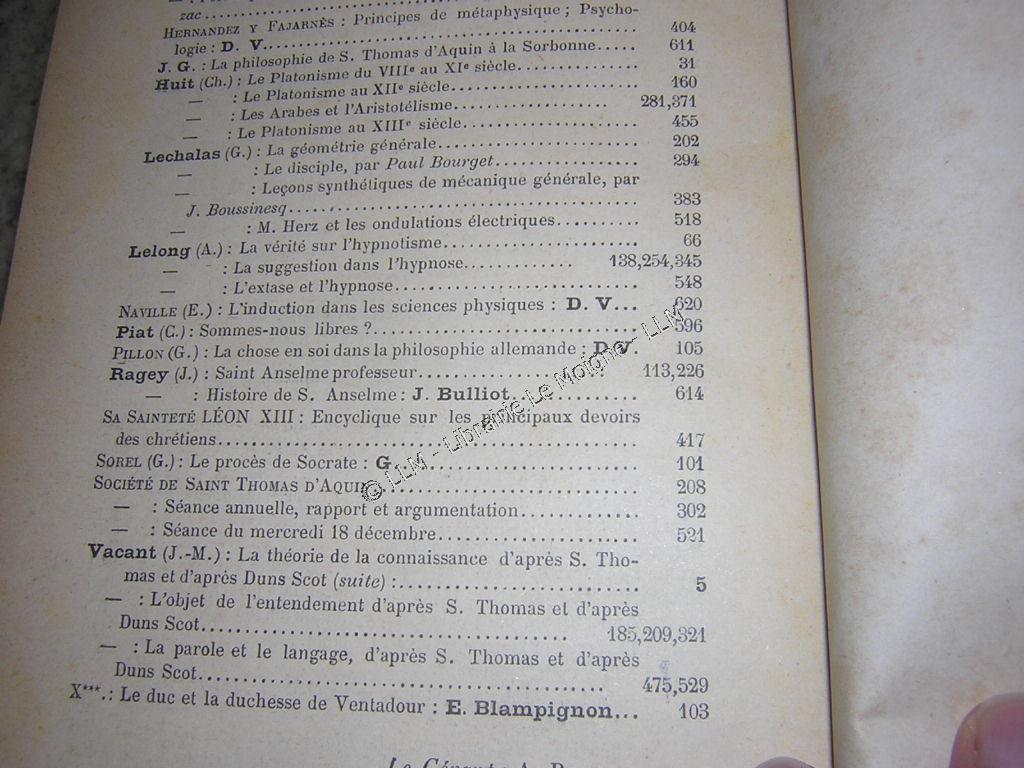 zac..............................
HERNANDEZ Y FAJARNÈS : Principes de métaphysique ; Psycho-
logie : D. V............................. 404
J. G. : La philosophie de S. Thomas d'Aquin à la Sorbonne..... 611
Huit (Ch.) : Le Platonisme du VIIIe au XIe siècle............... 31
— : Le Platonisme au XIIe siècle.................... 160
— : Les Arabes et l'Aristotélisme................... 281,371
— : Le Platonisme au XIIIe siècle................... 455
Lechalas (G.) : La géométrie générale...................... 202
— : Le disciple, par Paul Bourget................. 294
— : Leçons synthétiques de mécanique générale, par
J. Boussinesq................................. 383
— : M. Herz et les ondulations électriques.......... 518
Lelong (A.) : La vérité sur l'hypnotisme....................... 66
— : La suggestion dans l'hypnose............. 138,254,345
— : L'extase et l'hypnose........................... 548
NAVILLE (E.) : L'induction dans les sciences physiques : D. V... 620
Piat (C.) : Sommes-nous libres ?............................... 596
PILLON (G.) : La chose en soi dans la philosophie allemande : D. V. 105
Ragey (J.) : Saint Anselme professeur...................... 113,226
— : Histoire de S. Anselme : J. Bulliot.............. 614
SA SAINTETÉ LÉON XIII : Encyclique sur les principaux devoirs
des chrétiens................................. 417
SOREL (G.) : Le procès de Socrate : G........................ 101
SOCIÉTÉ DE SAINT THOMAS D'AQUIN........................... 208
— : Séance annuelle, rapport et argumentation............. 302
— : Séance du mercredi 18 décembre..................... 521
Vacant (J.-M.) : La théorie de la connaissance d'après S. Tho-
mas et d'après Duns Scot (suite) :......................... 5
— : L'objet de l'entendement d'après S. Thomas et d'après
Duns Scot................................. 185,209,321
— : La parole et le langage, d'après S. Thomas et d'après
Duns Scot................................. 475,529
X***. : Le duc et la duchesse de Ventadour : E. Blampignon... 103
© LLM - Librairie Le Moigne - LLM